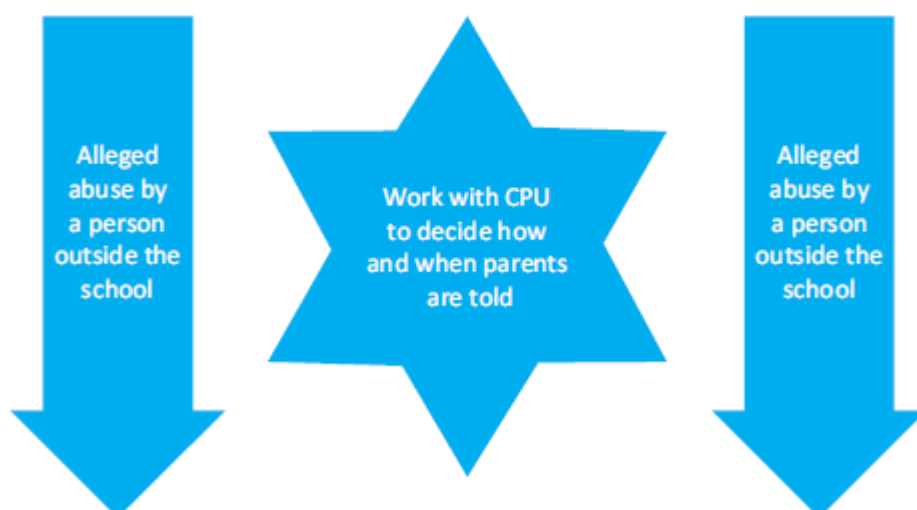 Alleged
abuse by
a person
outside the
school
Work with CPU
to decide how
and when parents
are told
Alleged
abuse by
a person
outside the
school